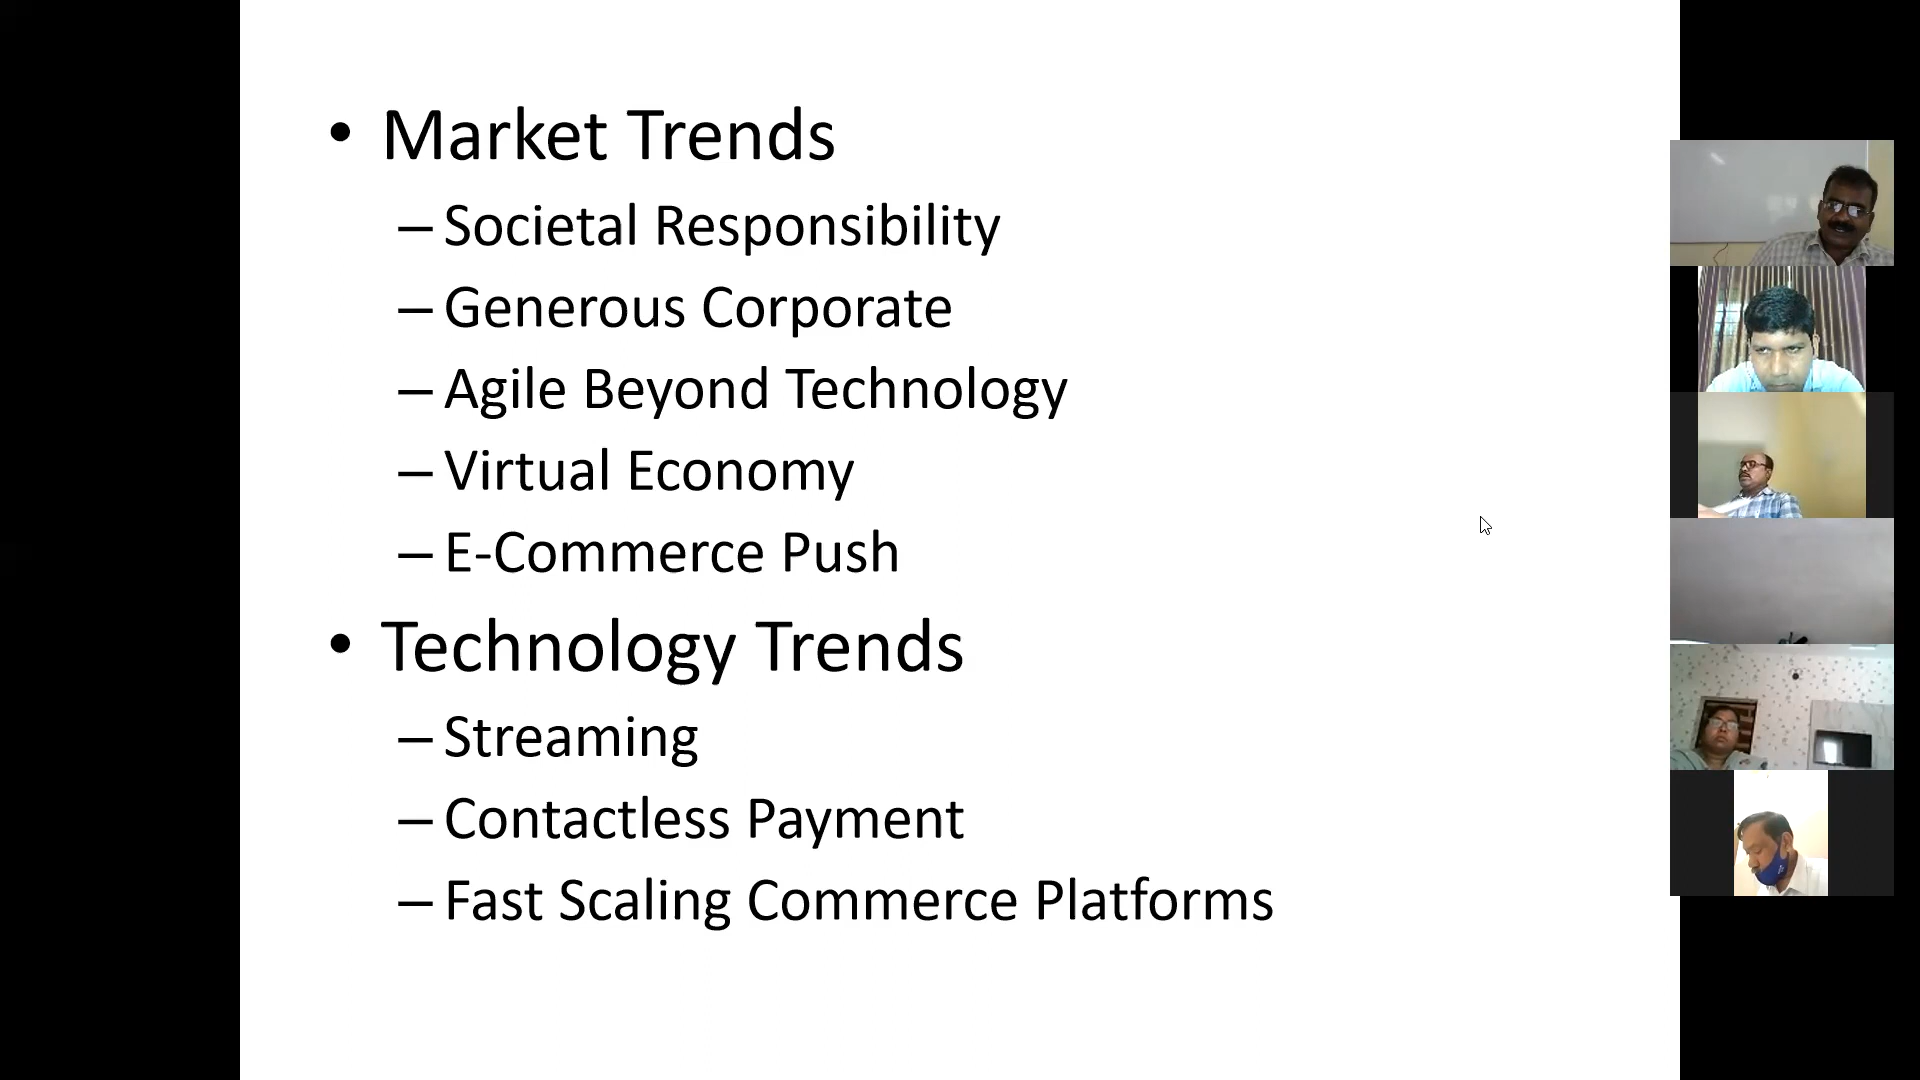 • Market Trends
– Societal Responsibility
– Generous Corporate
– Agile Beyond Technology
– Virtual Economy
– E-Commerce Push
• Technology Trends
– Streaming
– Contactless Payment
– Fast Scaling Commerce Platforms